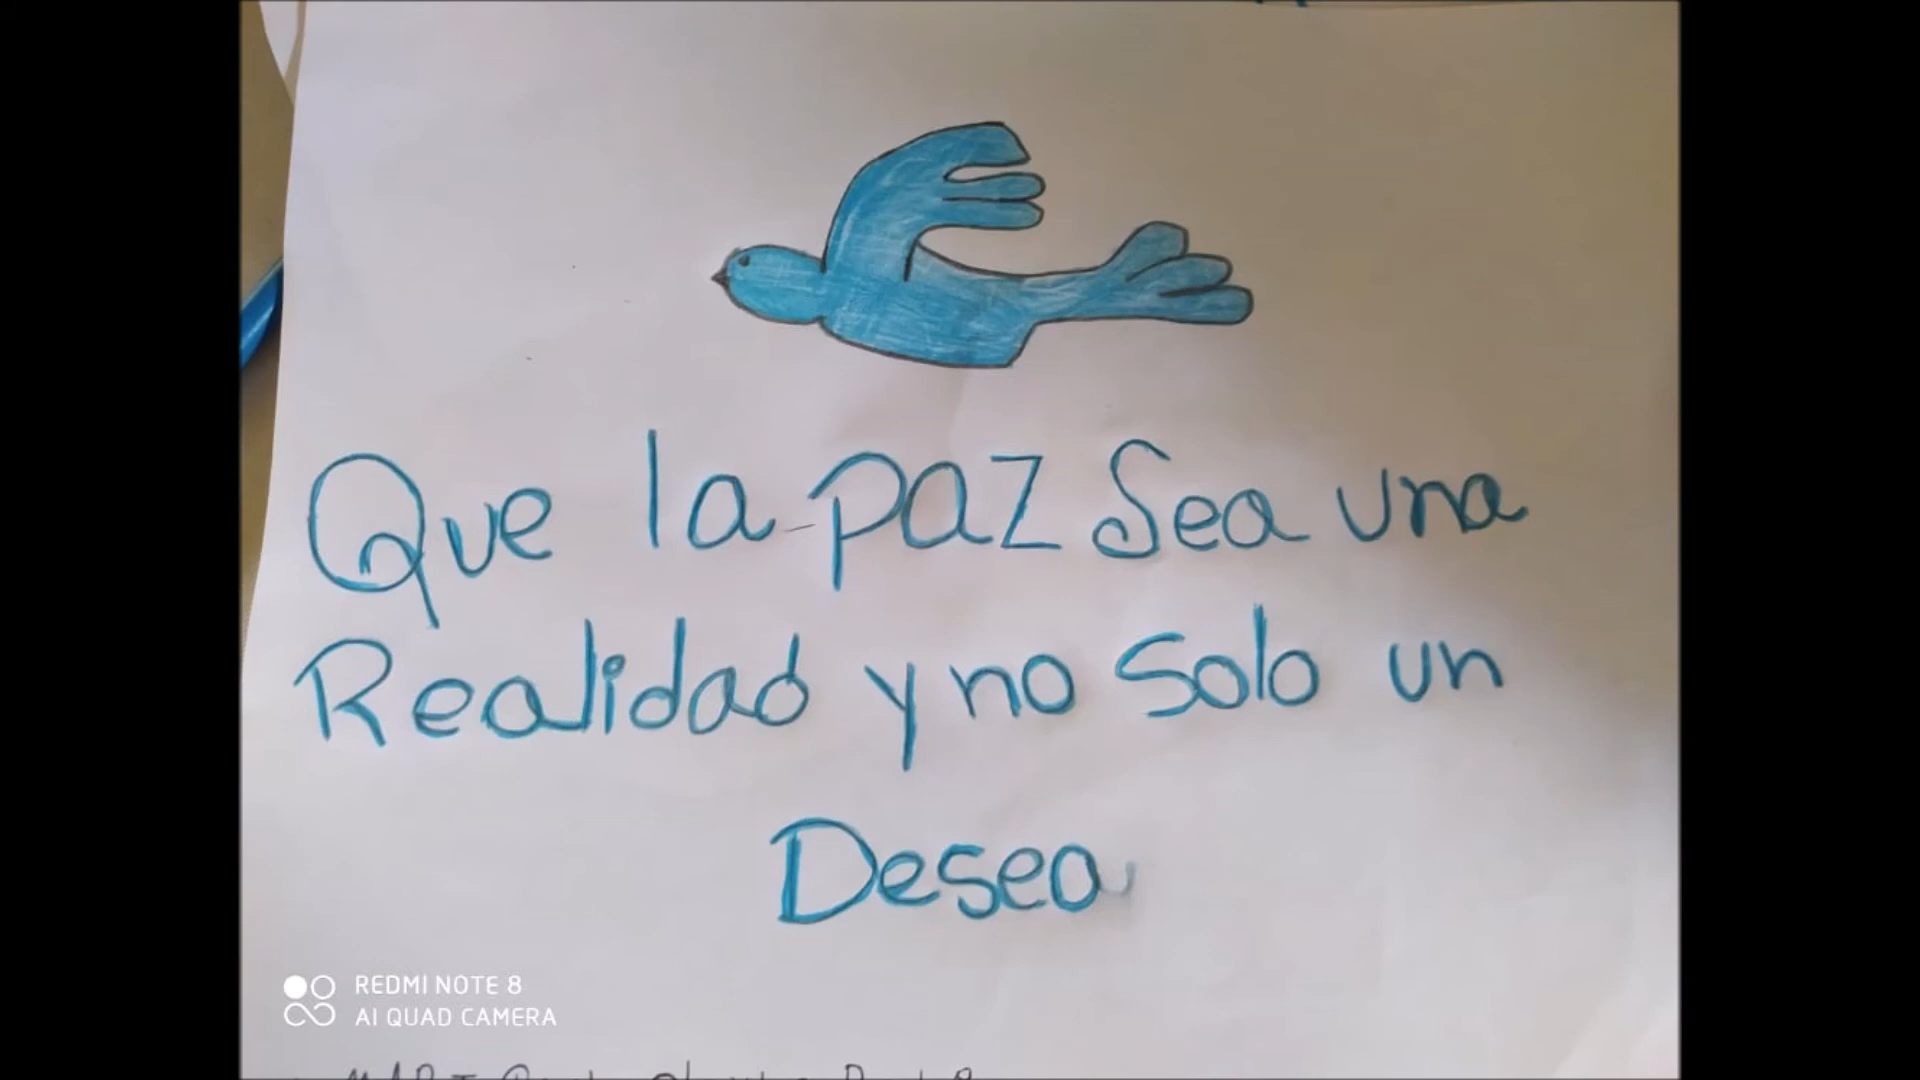 Que la paz Sea una
Realidad y no Solo un
Deseo
REDMI NOTE 8
AI QUAD CAMERA